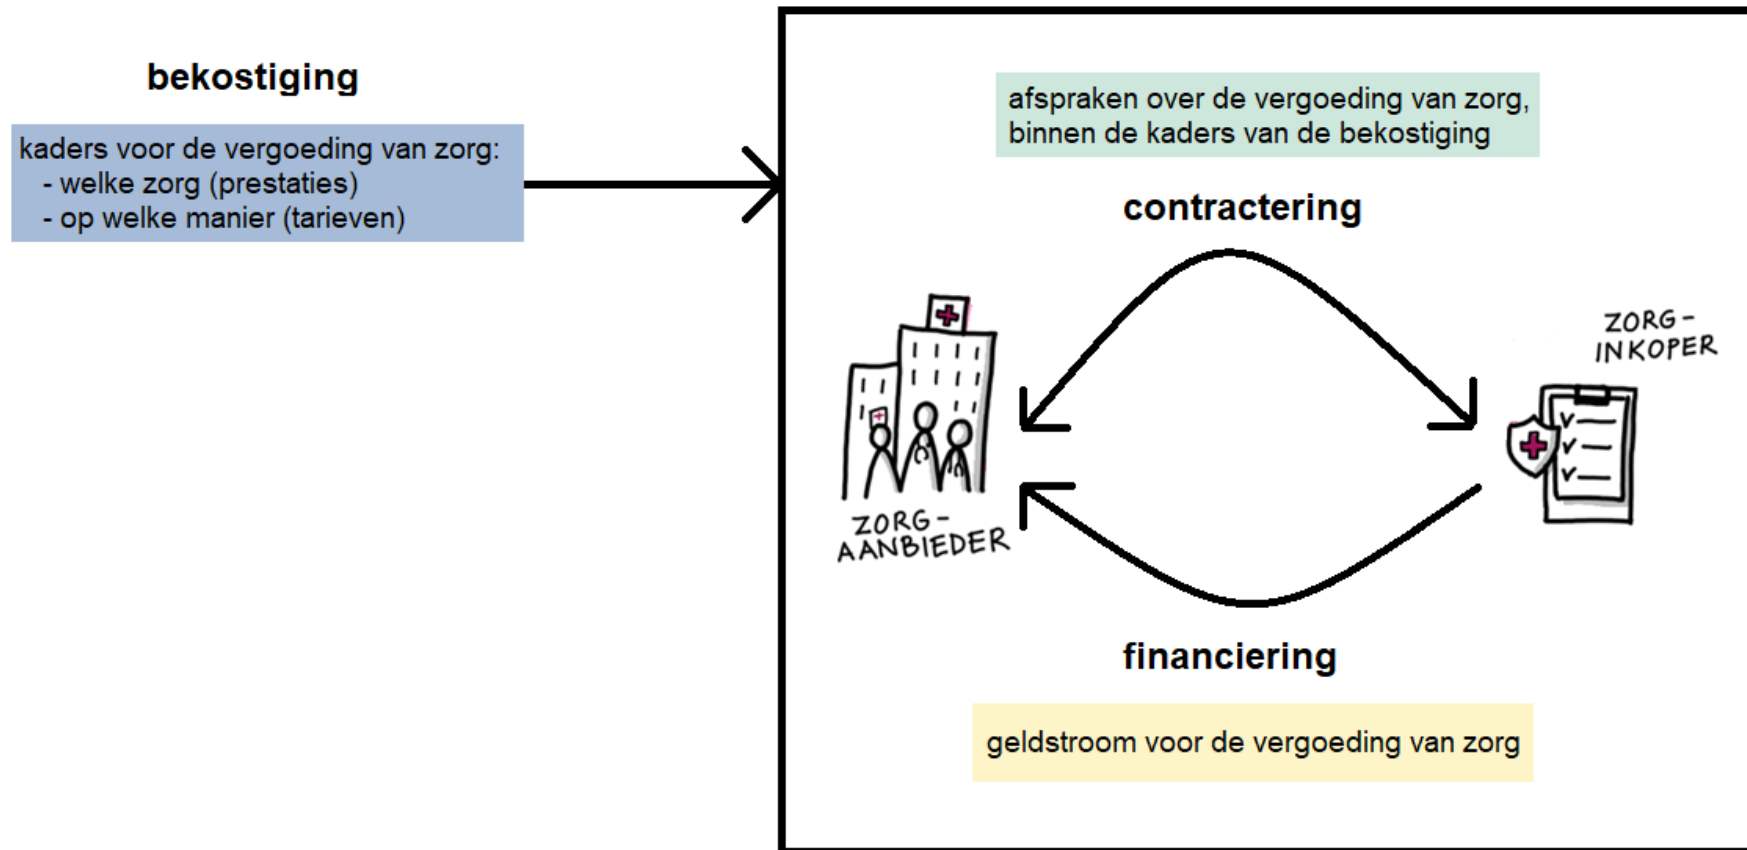 bekostiging
kaders voor de vergoeding van zorg:
- welke zorg (prestaties)
- op welke manier (tarieven)
afspraken over de vergoeding van zorg,
binnen de kaders van de bekostiging
contractering
ZORG-
INKOPER
ZORG-
AANBIEDER
financiering
geldstroom voor de vergoeding van zorg